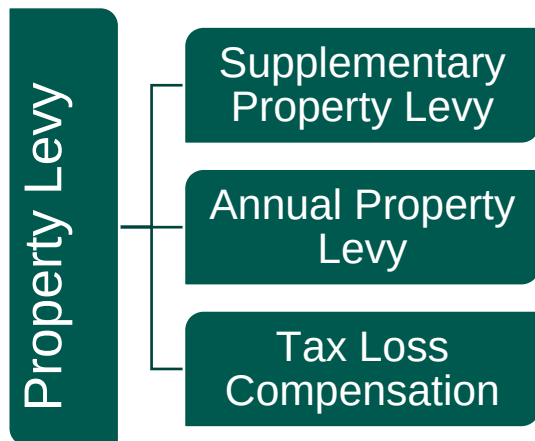 Property Levy
Supplementary
Property Levy
Annual Property
Levy
Tax Loss
Compensation